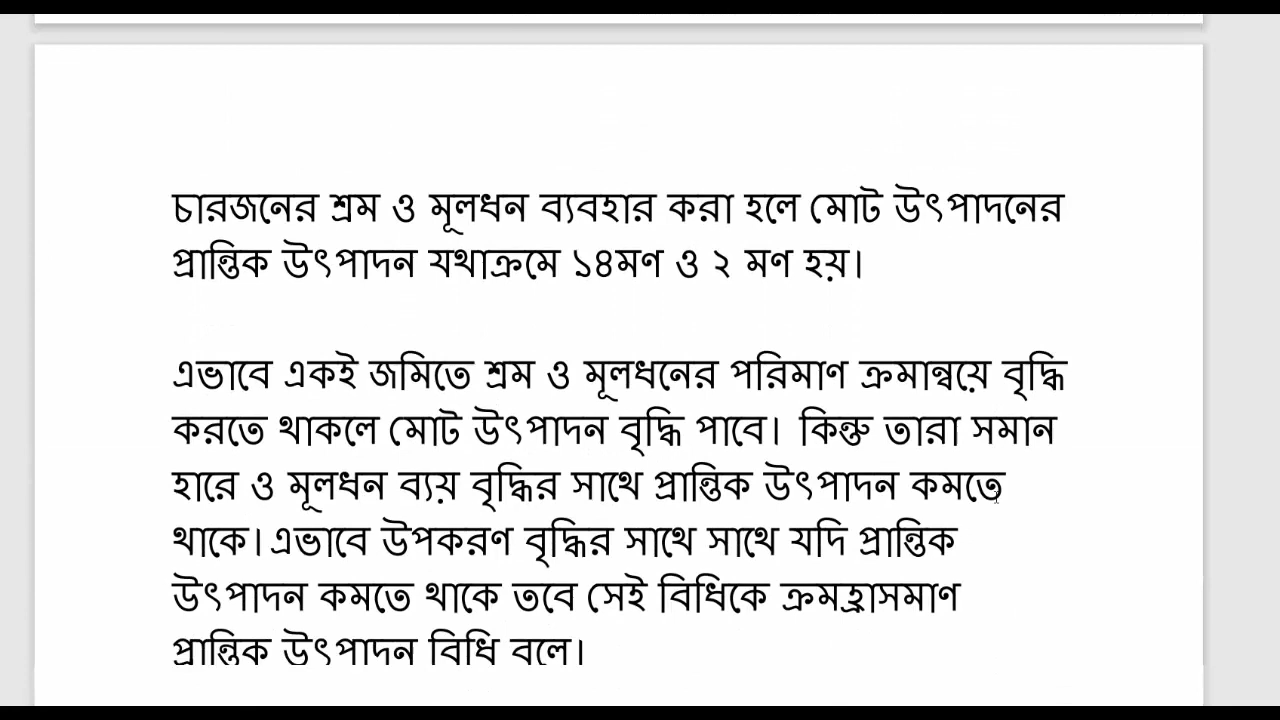 চারজনের শ্রম ও মূলধন ব্যবহার করা হলে মোট উৎপাদনের
প্রান্তিক উৎপাদন যথাক্রমে ১৪মণ ও ২ মণ হয়।
এভাবে একই জমিতে শ্রম ও মূলধনের পরিমাণ ক্রমান্বয়ে বৃদ্ধি
করতে থাকলে মোট উৎপাদন বৃদ্ধি পাবে। কিন্তু তারা সমান
হারে ও মূলধন ব্যয় বৃদ্ধির সাথে প্রান্তিক উৎপাদন কমতে
থাকে। এভাবে উপকরণ বৃদ্ধির সাথে সাথে যদি প্রান্তিক
উৎপাদন কমতে থাকে তবে সেই বিধিকে ক্রমহ্রাসমাণ
প্রান্তিক উৎপাদন বিধি বলে।